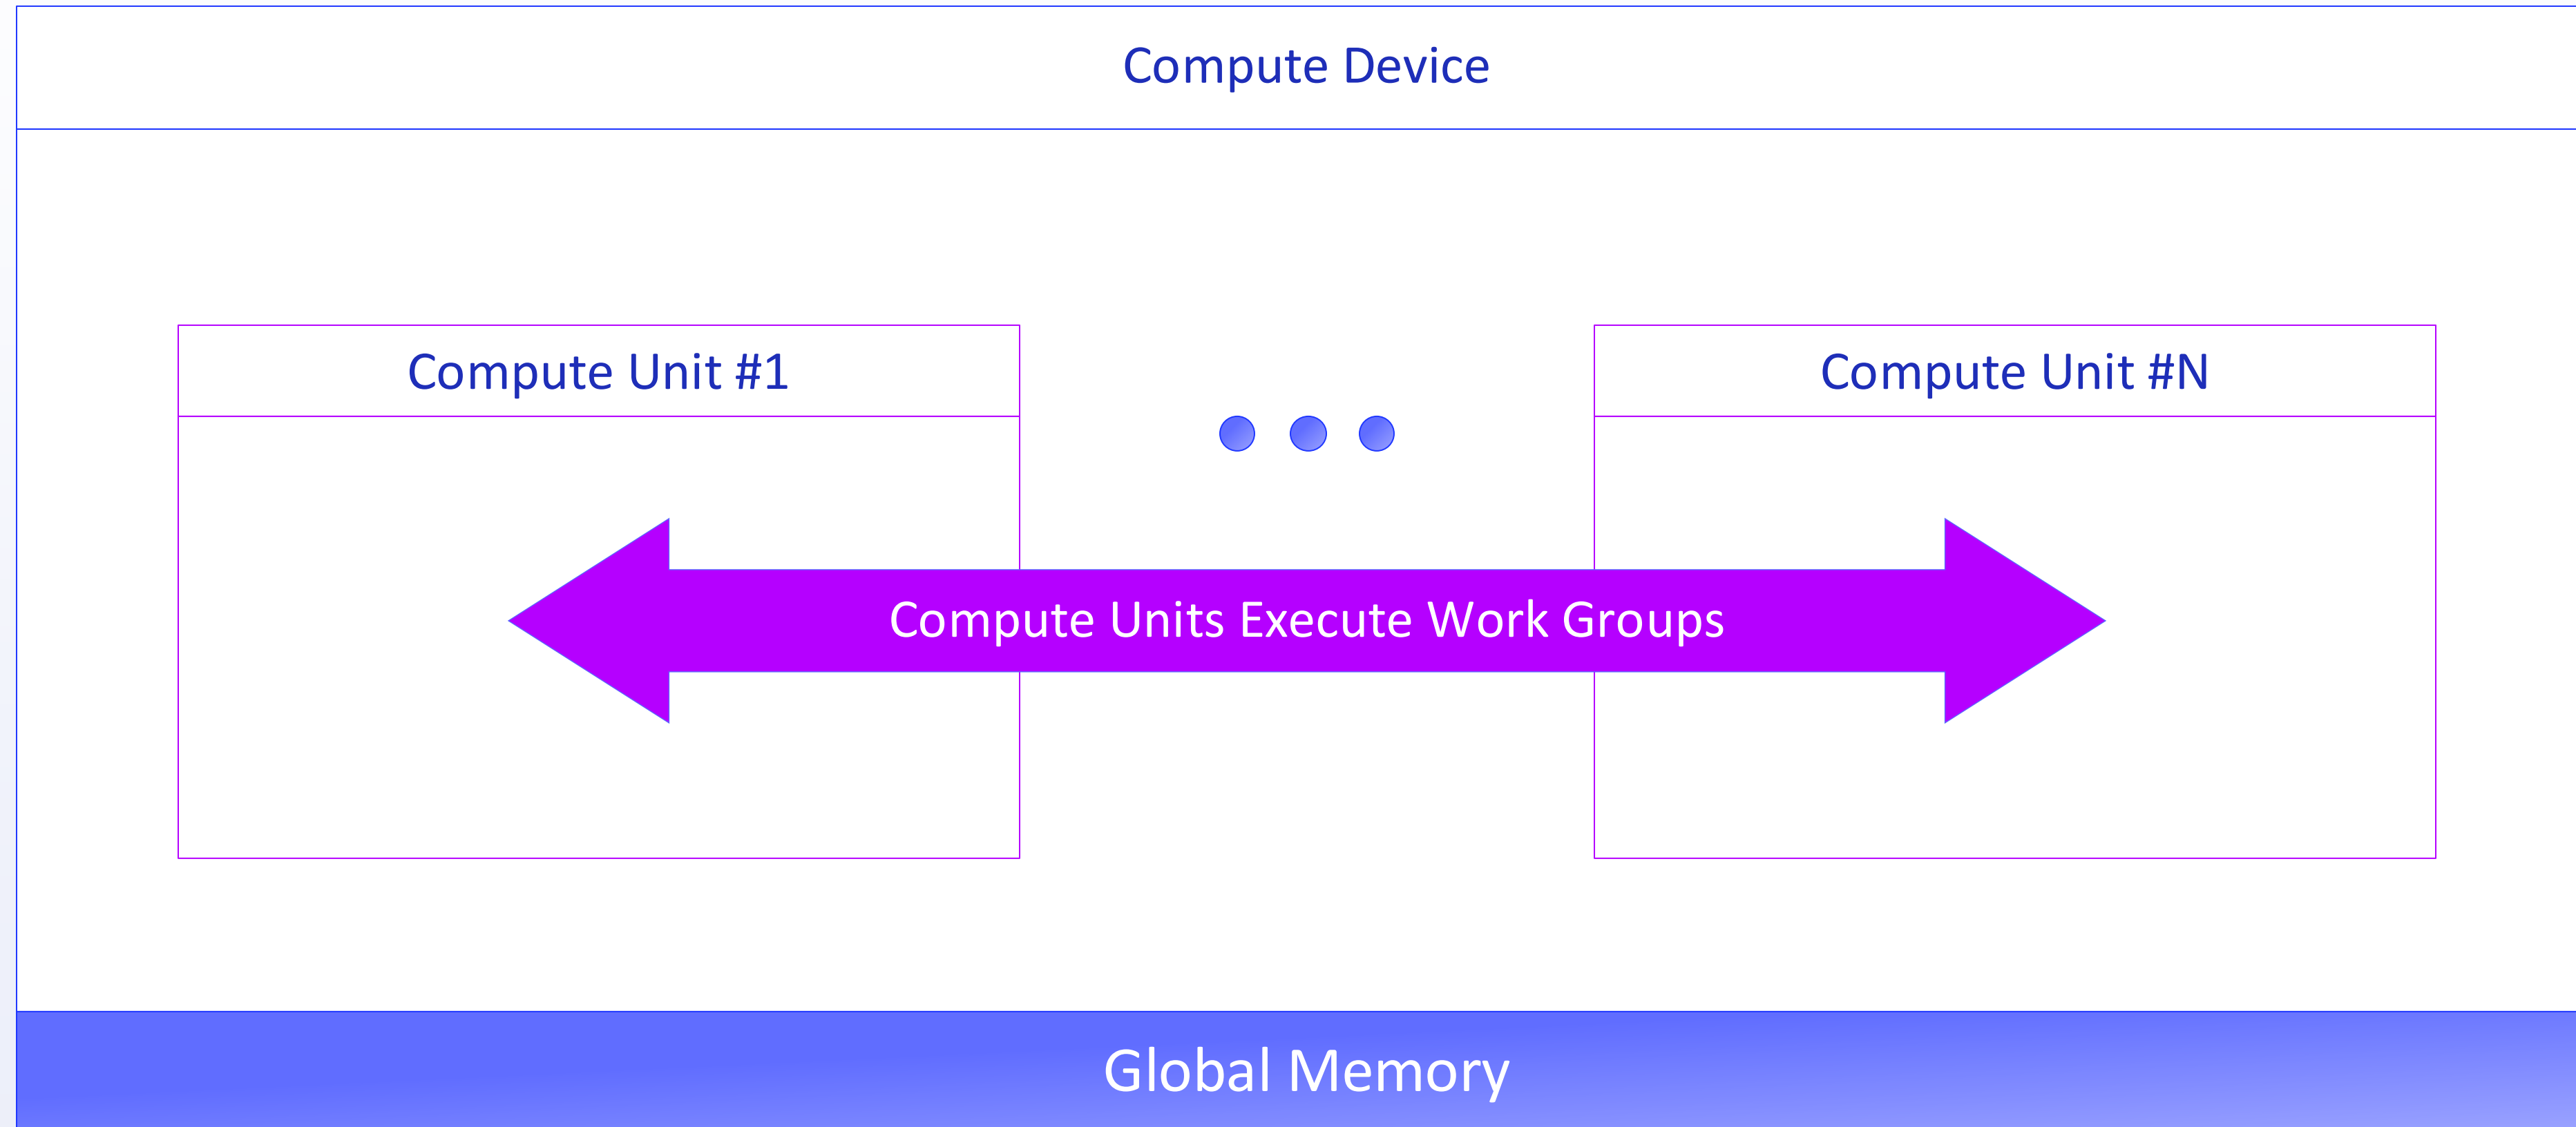 Compute Device
Compute Unit #1
Compute Unit #N
Compute Units Execute Work Groups
Global Memory